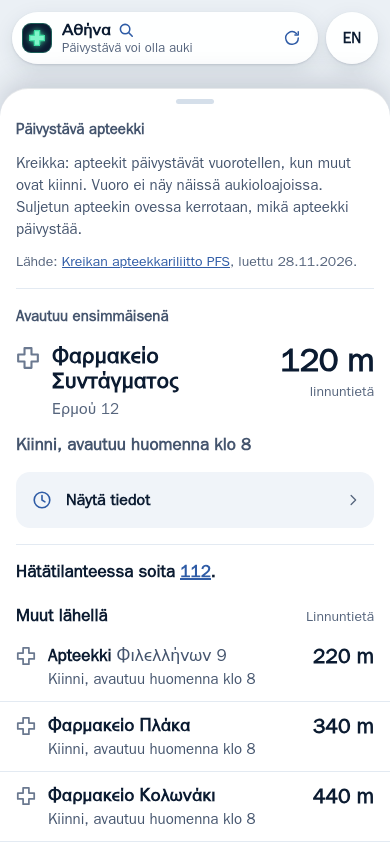 Αθήνα
Päivystävä voi olla auki
EN
Päivystävä apteekki
Kreikka: apteekit päivystävät vuorotellen, kun muut
ovat kiinni. Vuoro ei näy näissä aukioloajoissa.
Suljetun apteekin ovessa kerrotaan, mikä apteekki
päivystää.
Lähde: Kreikan apteekkariliitto PFS, luettu 28.11.2026.
Avautuu ensimmäisenä
Φαρμακείο
Συντάγματος
120 m
linnuntietä
Ερμού 12
Kiinni, avautuu huomenna klo 8
Näytä tiedot
Hätätilanteessa soita 112.
Muut lähellä
Linnuntietä
Apteekki Φιλελλήνων 9
220 m
Kiinni, avautuu huomenna klo 8
Φαρμακείο Πλάκα
340 m
Kiinni, avautuu huomenna klo 8
Φαρμακείο Κολωνάκι
440 m
Kiinni, avautuu huomenna klo 8